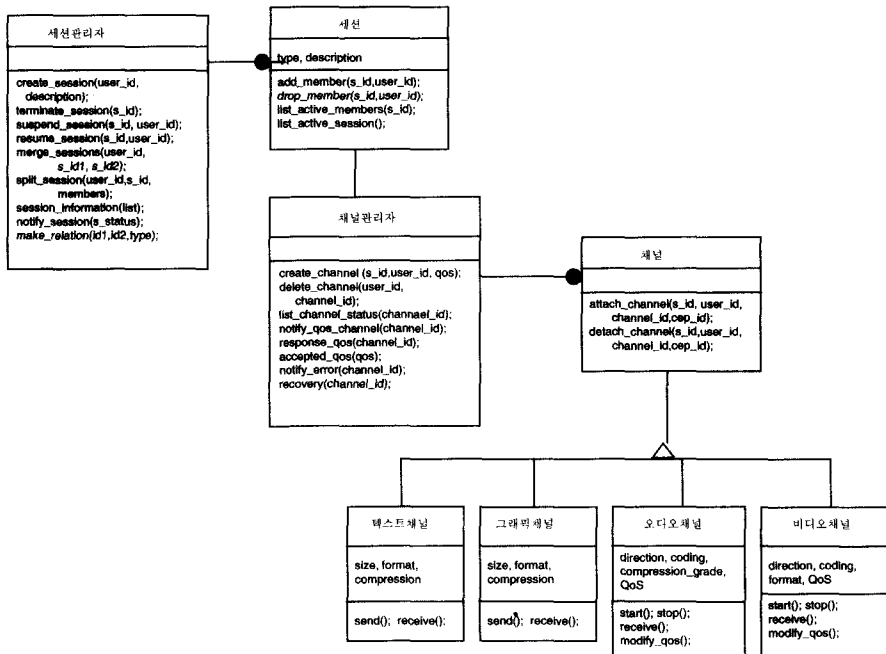 세션관리자
create_session(user_id,
description);
terminate_session(s_id);
suspend_session(s_id, user_id);
resume_session(s_id,user_id);
merge_sessions(user_id,
s_id1, s_id2);
split_session(user_id,s_id,
members);
session_information(list);
notify_session(s_status);
make_relation(id1,id2,type);
세션
type, description
add_member(s_id,user_id);
drop_member(s_id,user_id);
list_active_members(s_id);
list_active_session();
채널관리자
create_channel (s_id,user_id, qos);
delete_channel(user_id,
channel_id);
list_channel_status(channael_id);
notify_qos_channel(channel_id);
response_qos(channel_id);
accepted_qos(qos);
notify_error(channel_id);
recovery(channel_id);
채널
attach_channel(s_id, user_id,
channel_id,cep_id);
detach_channel(s_id,user_id,
channel_id,cep_id);
텍스트채널
size, format,
compression
send(); receive();
그래픽채널
size, format,
compression
send(); receive();
오디오채널
direction, coding,
compression_grade,
QoS
start(); stop();
receive();
modify_qos();
비디오채널
direction, coding,
format, QoS
start(); stop();
receive();
modify_qos();